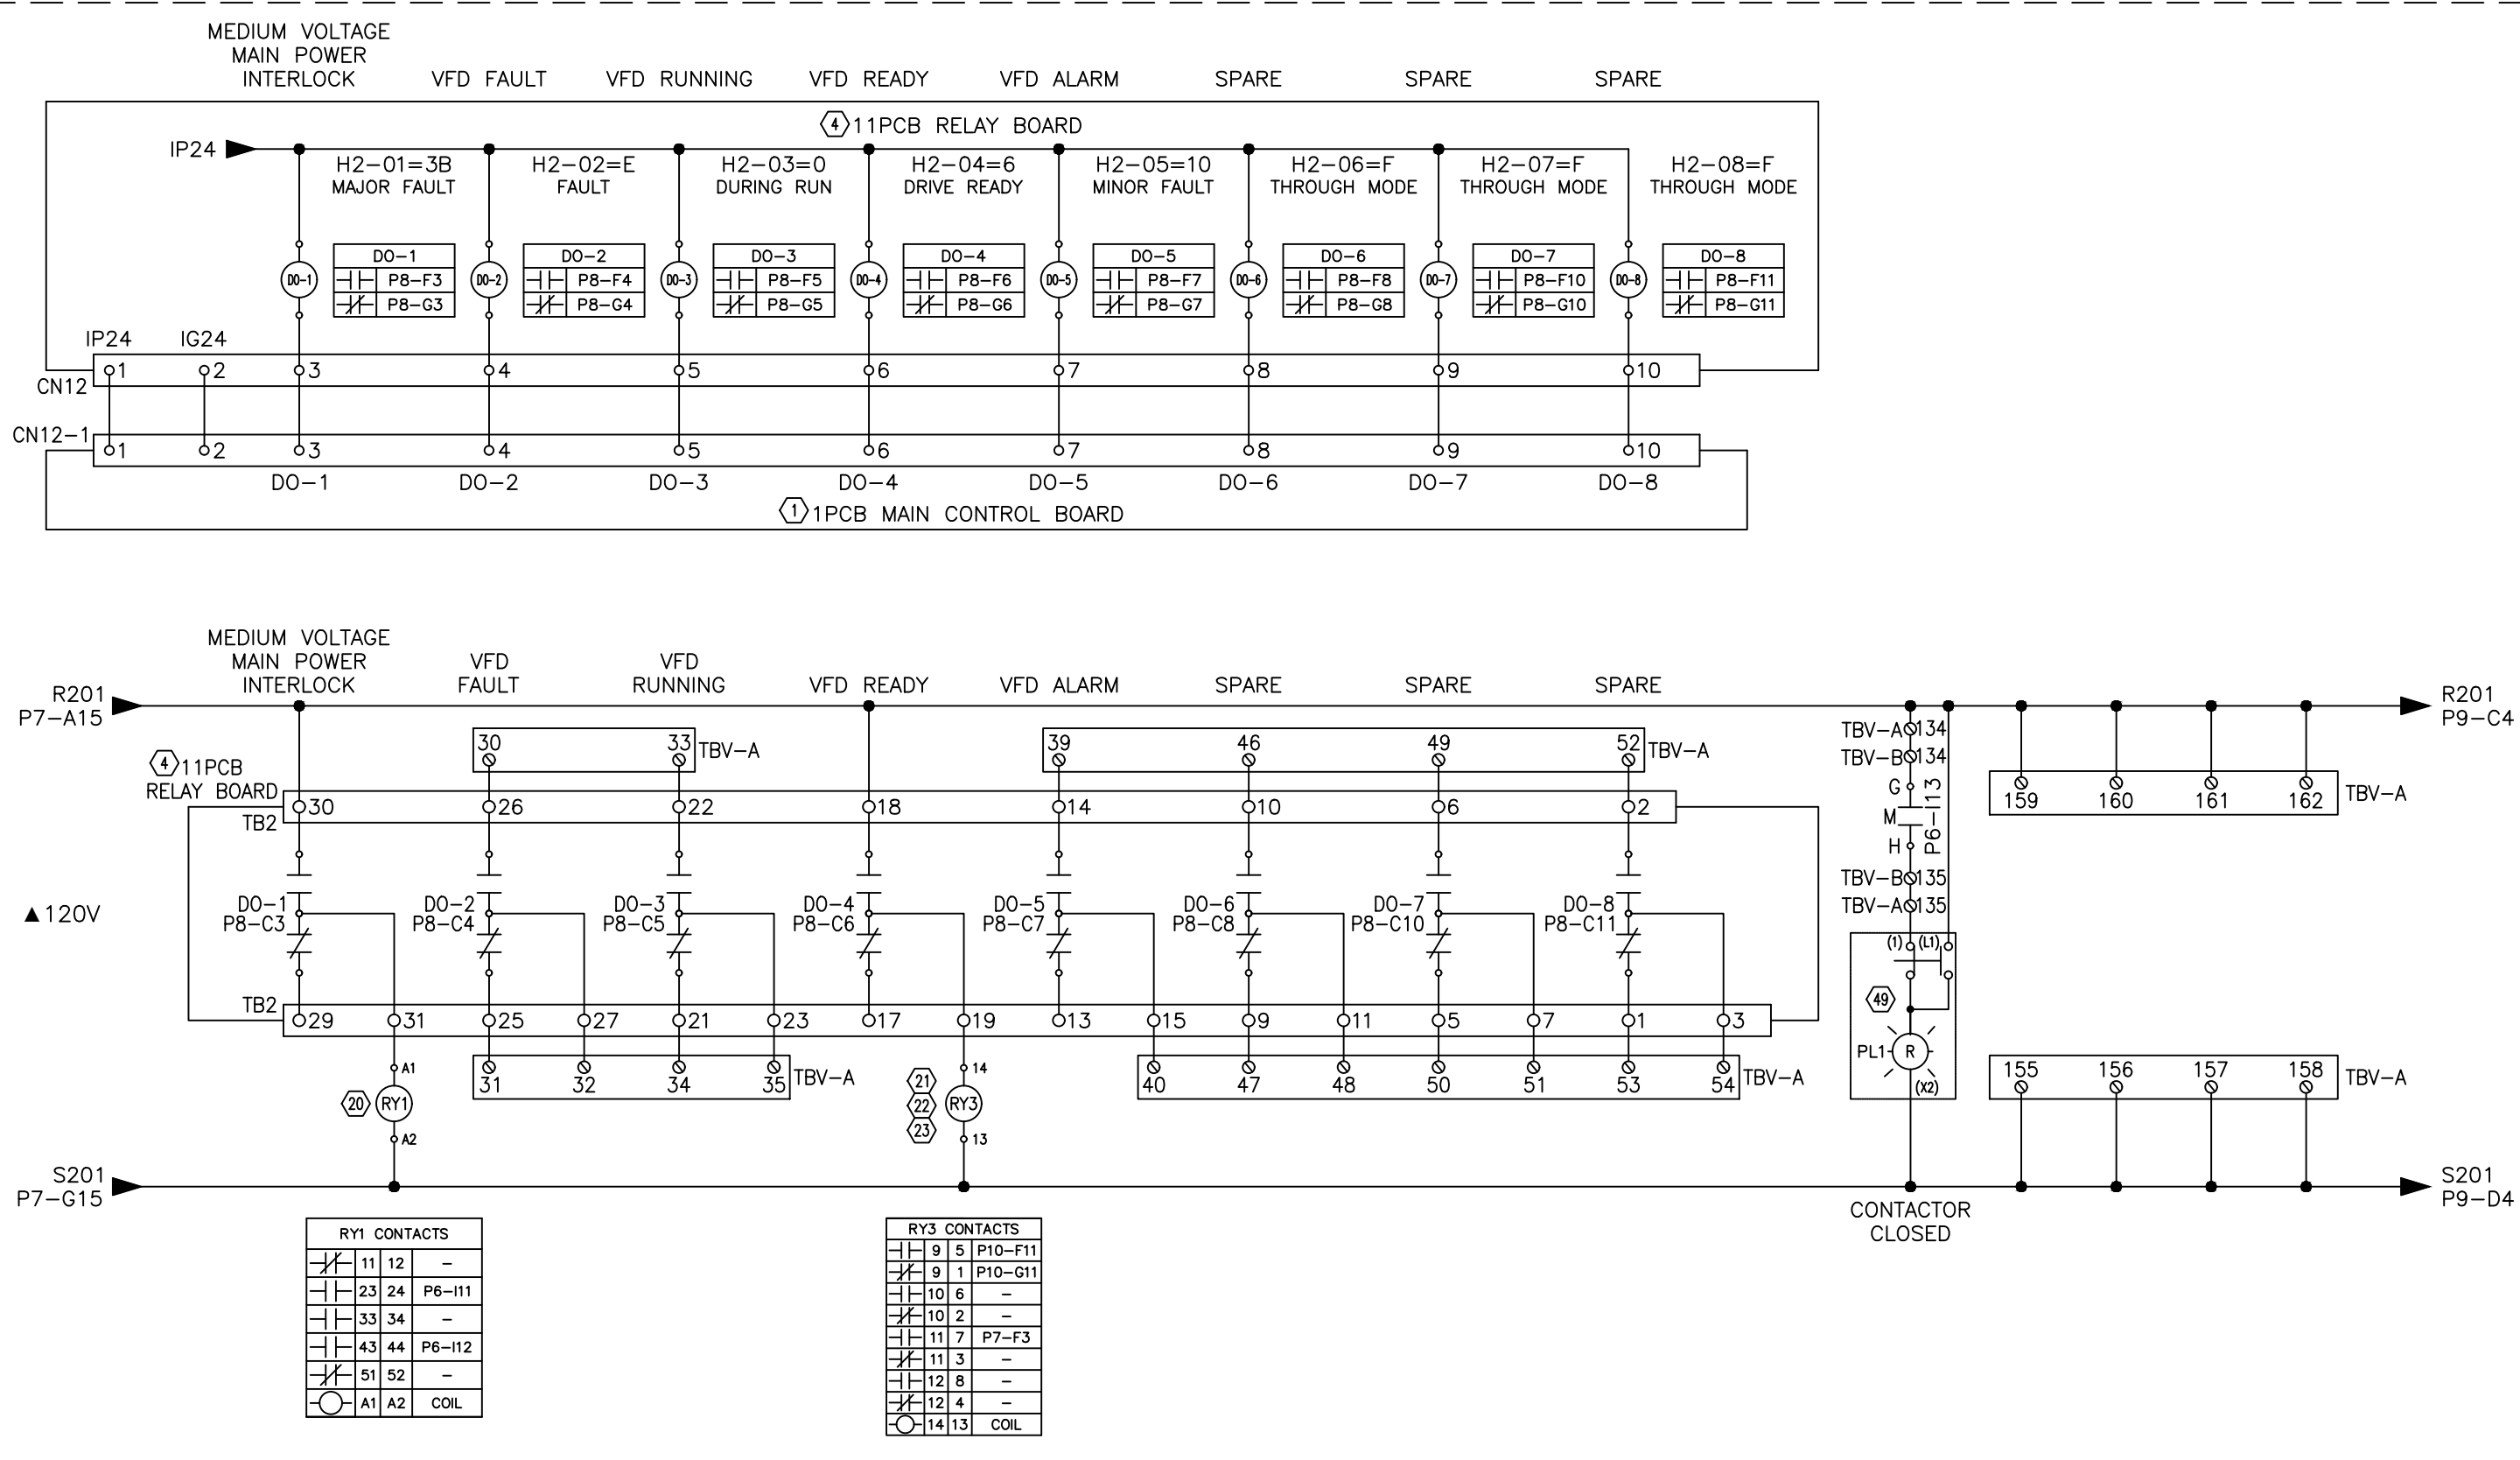 MEDIUM VOLTAGE
MAIN POWER
INTERLOCK VFD FAULT VFD RUNNING VFD READY VFD ALARM SPARE SPARE SPARE
4 11PCB RELAY BOARD
IP24
H2-01=3B H2-02=E H2-03=0 H2-04=6 H2-05=10 H2-06=F H2-07=F H2-08=F
MAJOR FAULT FAULT DURING RUN DRIVE READY MINOR FAULT THROUGH MODE THROUGH MODE THROUGH MODE
DO-1 DO-2 DO-3 DO-4 DO-5 DO-6 DO-7 DO-8
DO-1 P8-F3 DO-2 P8-F4 DO-3 P8-F5 DO-4 P8-F6 DO-5 P8-F7 DO-6 P8-F8 DO-7 P8-F10 DO-8 P8-F11
P8-G3 P8-G4 P8-G5 P8-G6 P8-G7 P8-G8 P8-G10 P8-G11
IP24 IG24
1 2 3 4 5 6 7 8 9 10
CN12
CN12-1
1 2 3 4 5 6 7 8 9 10
DO-1 DO-2 DO-3 DO-4 DO-5 DO-6 DO-7 DO-8
1 1PCB MAIN CONTROL BOARD
MEDIUM VOLTAGE
MAIN POWER
INTERLOCK
VFD
FAULT
VFD
RUNNING
VFD READY VFD ALARM SPARE SPARE SPARE
R201
P7-A15
R201
P9-C4
30 33 TBV-A
39 46 49 52 TBV-A
4 11PCB
RELAY BOARD
TB2
30 26 22 18 14 10 6 2
TBV-A 134
TBV-B 134
G
M
H
P6-I13
TBV-B 135
TBV-A 135
159 160 161 162 TBV-A
▲120V
DO-1 DO-2 DO-3 DO-4 DO-5 DO-6 DO-7 DO-8
P8-C3 P8-C4 P8-C5 P8-C6 P8-C7 P8-C8 P8-C10 P8-C11
(1) (L1)
49
PL1 R
(X2)
TB2
29 31 25 27 21 23 17 19 13 15 9 11 5 7 1 3
A1
20 RY1
A2
31 32 34 35 TBV-A
14
21
22 RY3
23
13
40 47 48 50 51 53 54 TBV-A
155 156 157 158 TBV-A
S201
P7-G15
S201
P9-D4
CONTACTOR
CLOSED
RY1 CONTACTS
11 12 -
23 24 P6-I11
33 34 -
43 44 P6-I12
51 52 -
A1 A2 COIL
RY3 CONTACTS
9 5 P10-F11
9 1 P10-G11
10 6 -
10 2 -
11 7 P7-F3
11 3 -
12 8 -
12 4 -
14 13 COIL